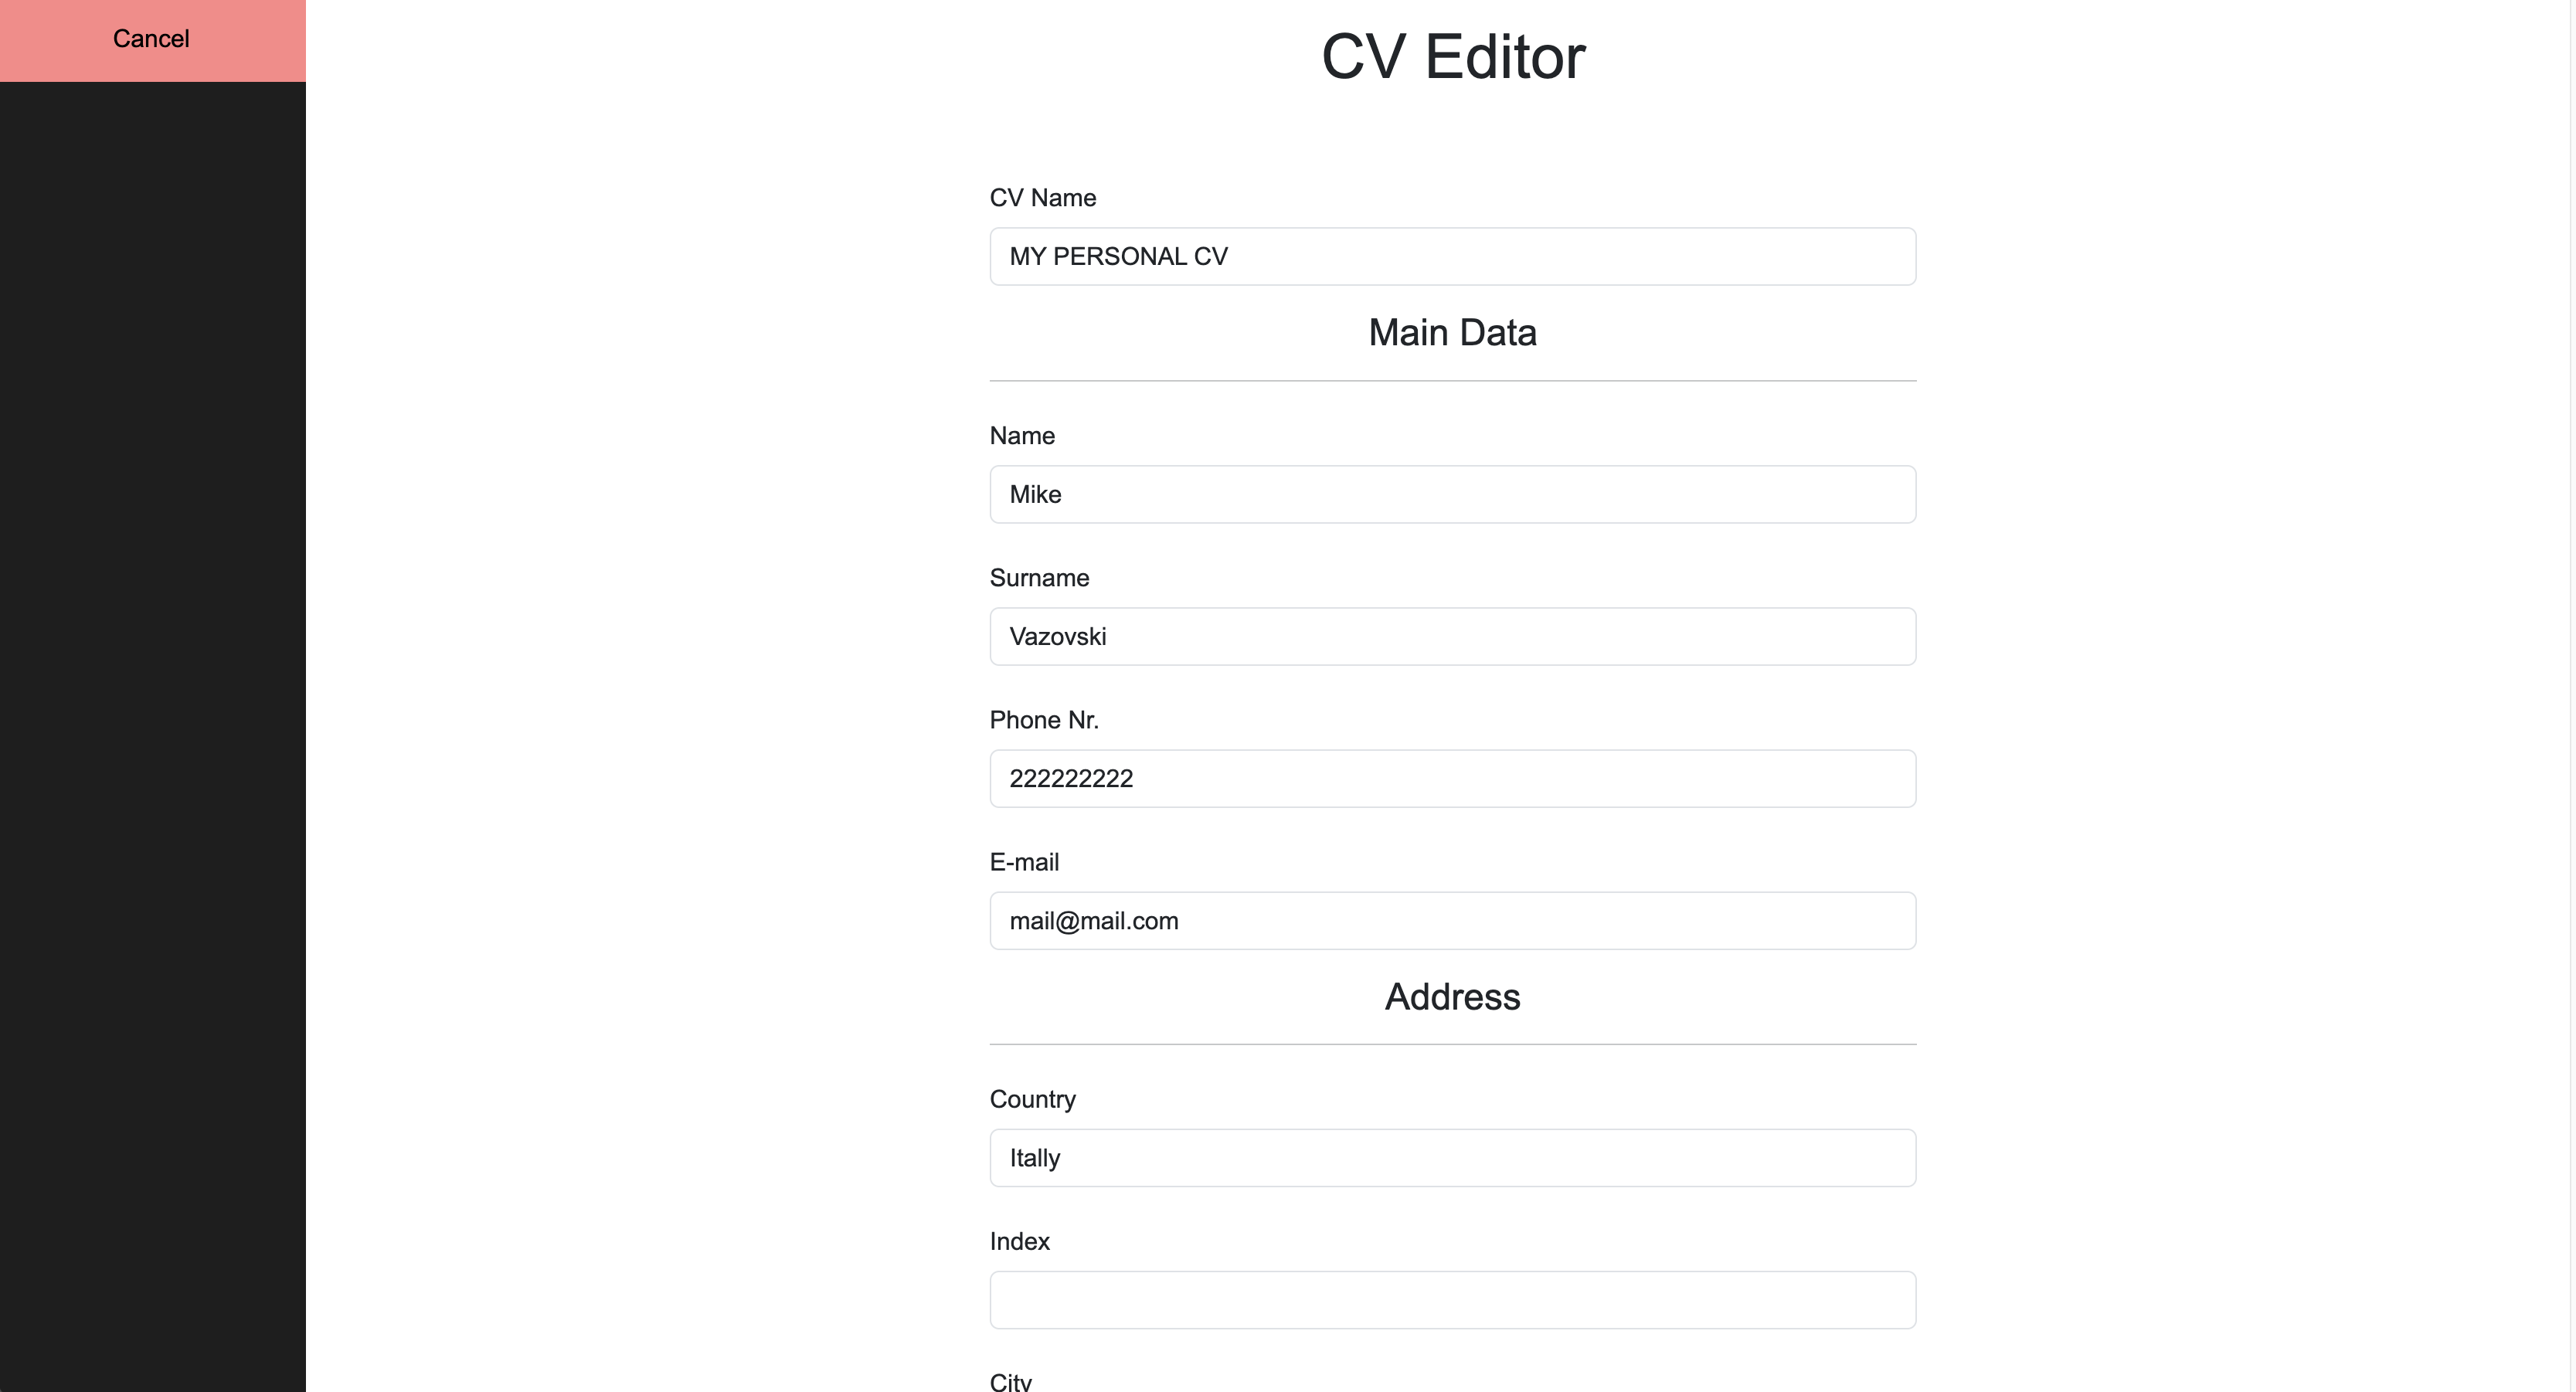 Cancel
CV Editor
CV Name
MY PERSONAL CV
Main Data
Name
Mike
Surname
Vazovski
Phone Nr.
222222222
E-mail
mail@mail.com
Address
Country
Itally
Index
City